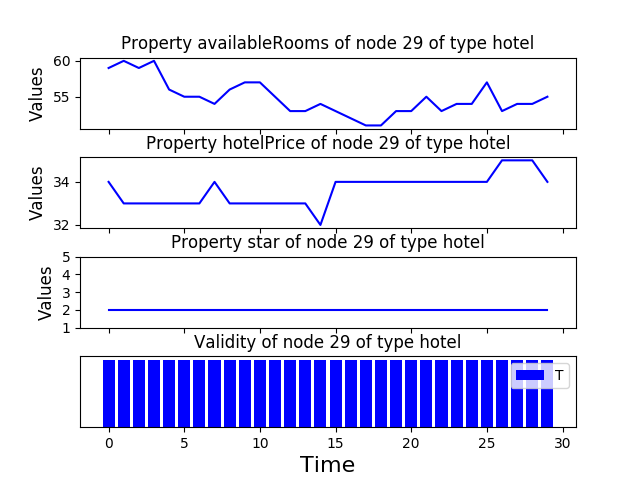 Property availableRooms of node 29 of type hotel
60
55
Values
Property hotelPrice of node 29 of type hotel
34
32
Values
Property star of node 29 of type hotel
5
4
3
2
1
Values
Validity of node 29 of type hotel
T
0 5 10 15 20 25 30
Time